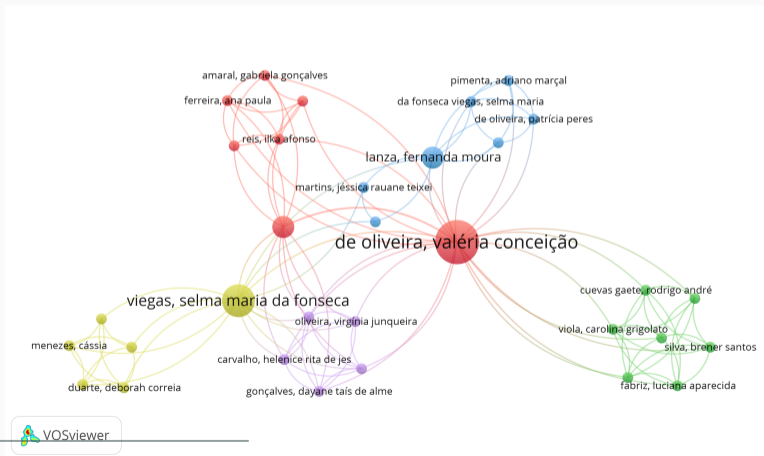 amaral, gabriela gonçalves
pimenta, adriano marçal
ferreira, ana paula
da fonseca viegas, selma maria
de oliveira, patrícia peres
reis, ilka afonso
lanza, fernanda moura
martins, jéssica rauane teixei
de oliveira, valéria conceição
cuevas gaete, rodrigo andré
viegas, selma maria da fonseca
oliveira, virgínia junqueira
viola, carolina grigolato
menezes, cássia
silva, brener santos
carvalho, helenice rita de jes
duarte, deborah correia
gonçalves, dayane taís de alme
fabriz, luciana aparecida
VOSviewer